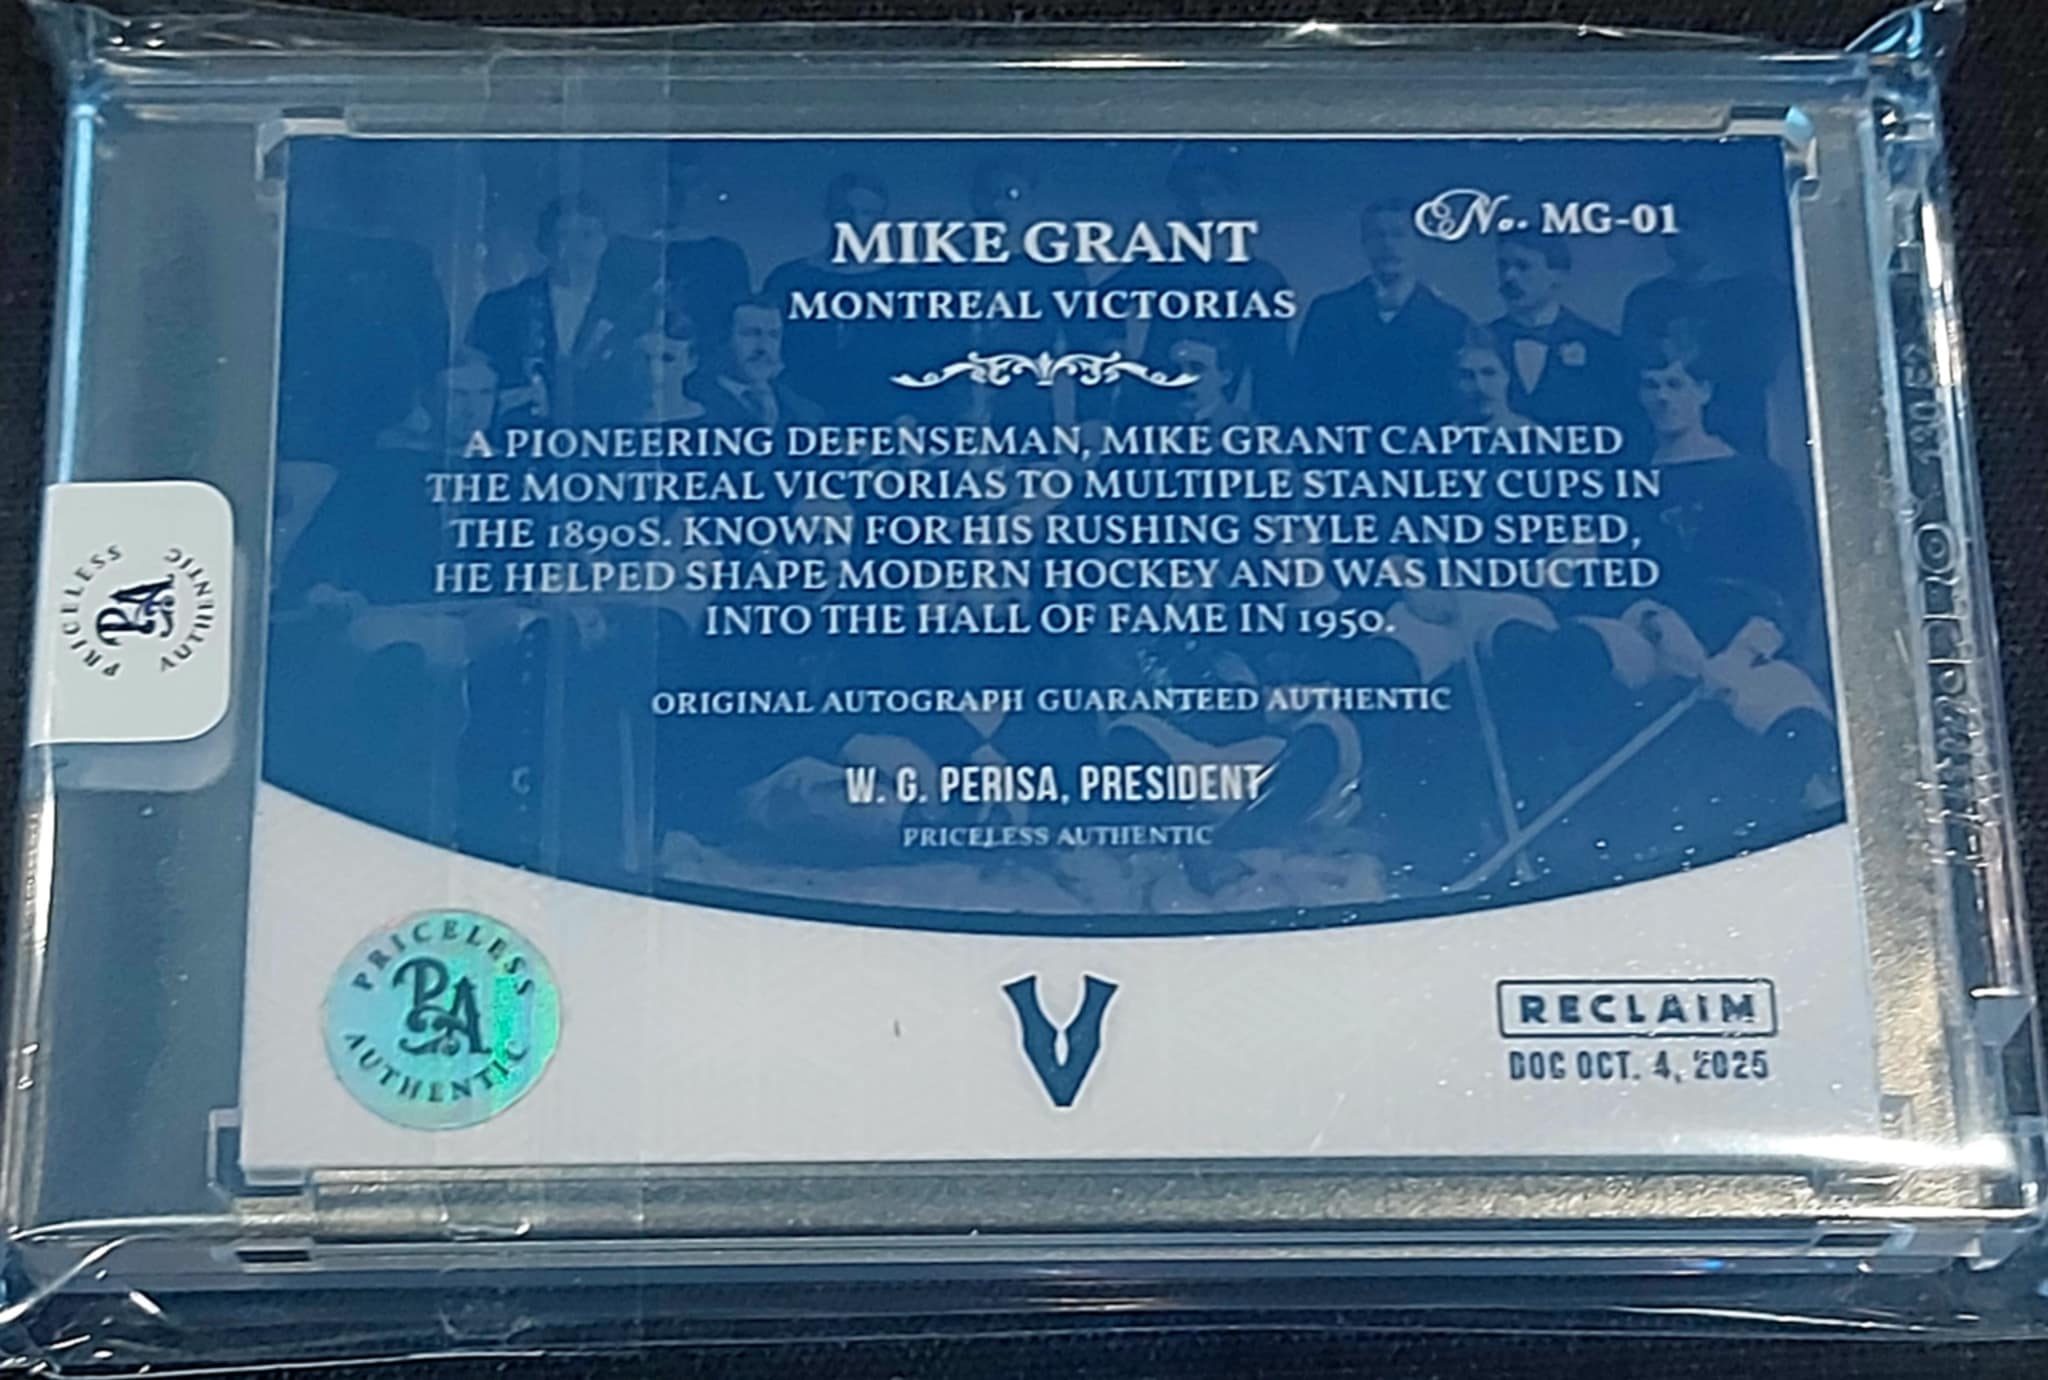 No. MG-01
MIKE GRANT
MONTREAL VICTORIAS
A PIONEERING DEFENSEMAN, MIKE GRANT CAPTAINED
THE MONTREAL VICTORIAS TO MULTIPLE STANLEY CUPS IN
THE 1890S. KNOWN FOR HIS RUSHING STYLE AND SPEED,
HE HELPED SHAPE MODERN HOCKEY AND WAS INDUCTED
INTO THE HALL OF FAME IN 1950.
ORIGINAL AUTOGRAPH GUARANTEED AUTHENTIC
W. G. PERISA, PRESIDENT
PRICELESS AUTHENTIC
PRICELESS
PA
AUTHENTIC
PRICELESS
PA
AUTHENTIC
V
RECLAIM
DOC OCT. 4, 2025